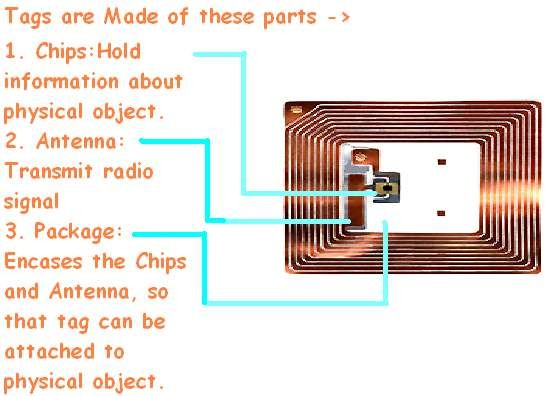 Tags are Made of these parts ->
1. Chips:Hold
information about
physical object.
2. Antenna:
Transmit radio
signal
3. Package:
Encases the Chips
and Antenna, so
that tag can be
attached to
physical object.